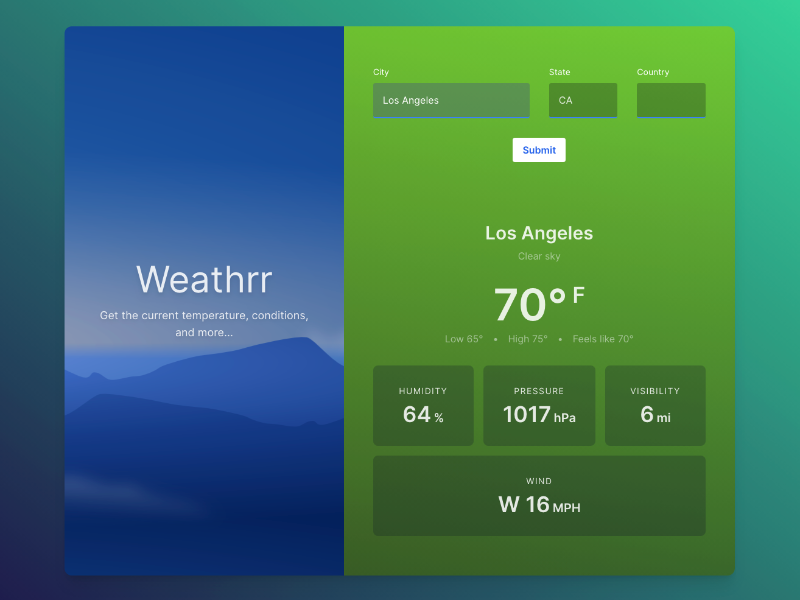 Weathrr
Get the current temperature, conditions,
and more...
City
State
Country
Los Angeles
CA
Submit
Los Angeles
Clear sky
70° F
Low 65° • High 75° • Feels like 70°
HUMIDITY
64 %
PRESSURE
1017 hPa
VISIBILITY
6 mi
WIND
W 16 MPH